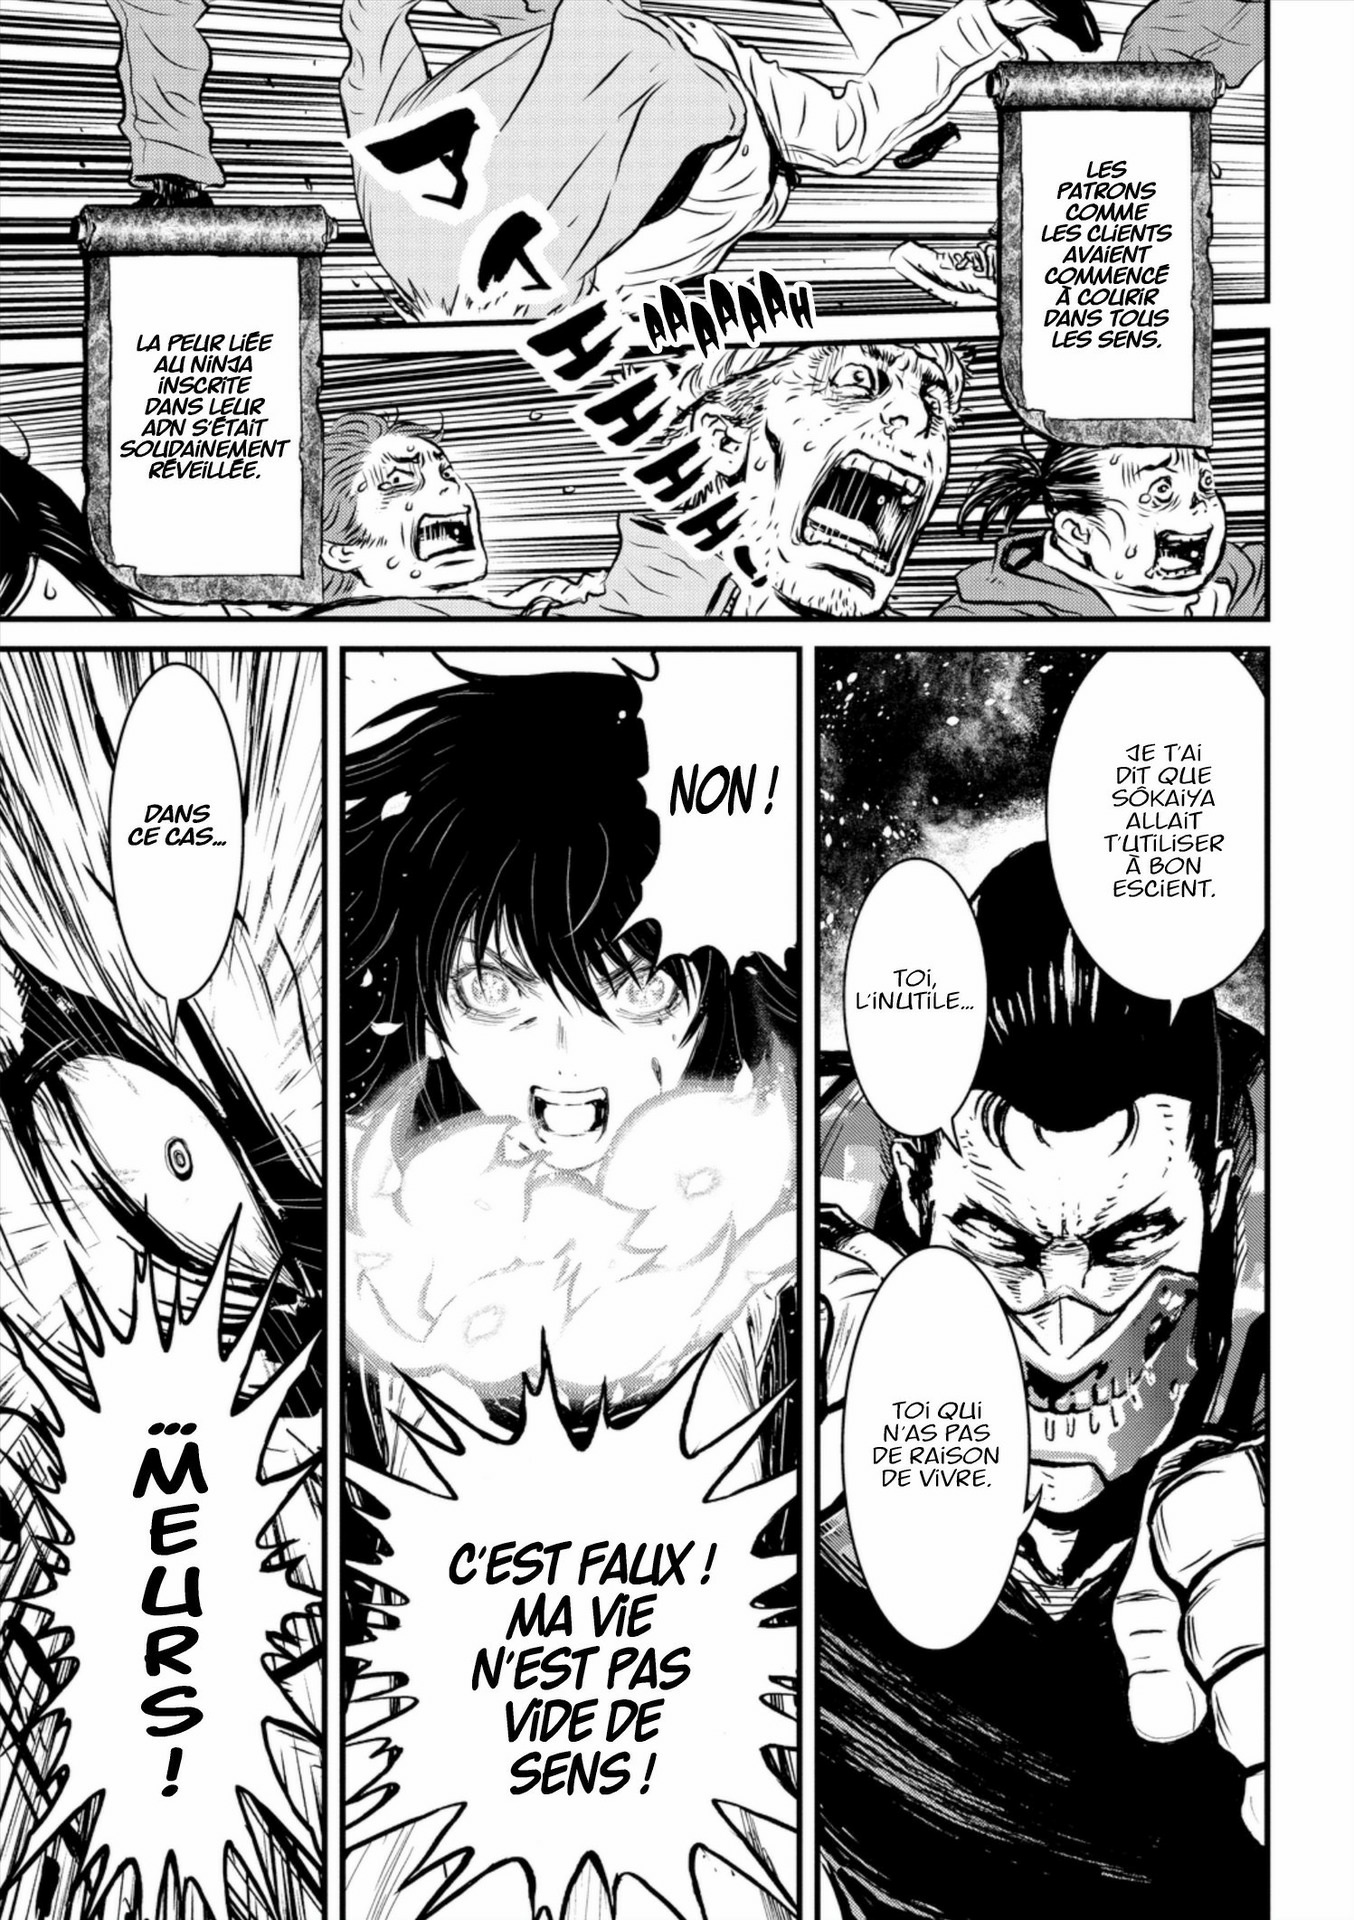 LES
PATRONS
COMME
LES CLIENTS
AVAIENT
COMMENCÉ
À COURIR
DANS TOUS
LES SENS.
AAAAAAH
MAIS
AÏEHHHHH !
LA PEUR LIÉE
AU NINJA
INSCRITE
DANS LEUR
ADN S'ÉTAIT
SOUDAINEMENT
RÉVEILLÉE.
JE T'AI
DIT QUE
SÔKAIYA
ALLAIT
T'UTILISER
À BON
ESCIENT.
TOI,
L'INUTILE...
TOI QUI
N'AS PAS
DE RAISON
DE VIVRE.
NON !
C'EST FAUX !
MA VIE
N'EST PAS
VIDE DE
SENS !
DANS
CE CAS...
...MEURS !